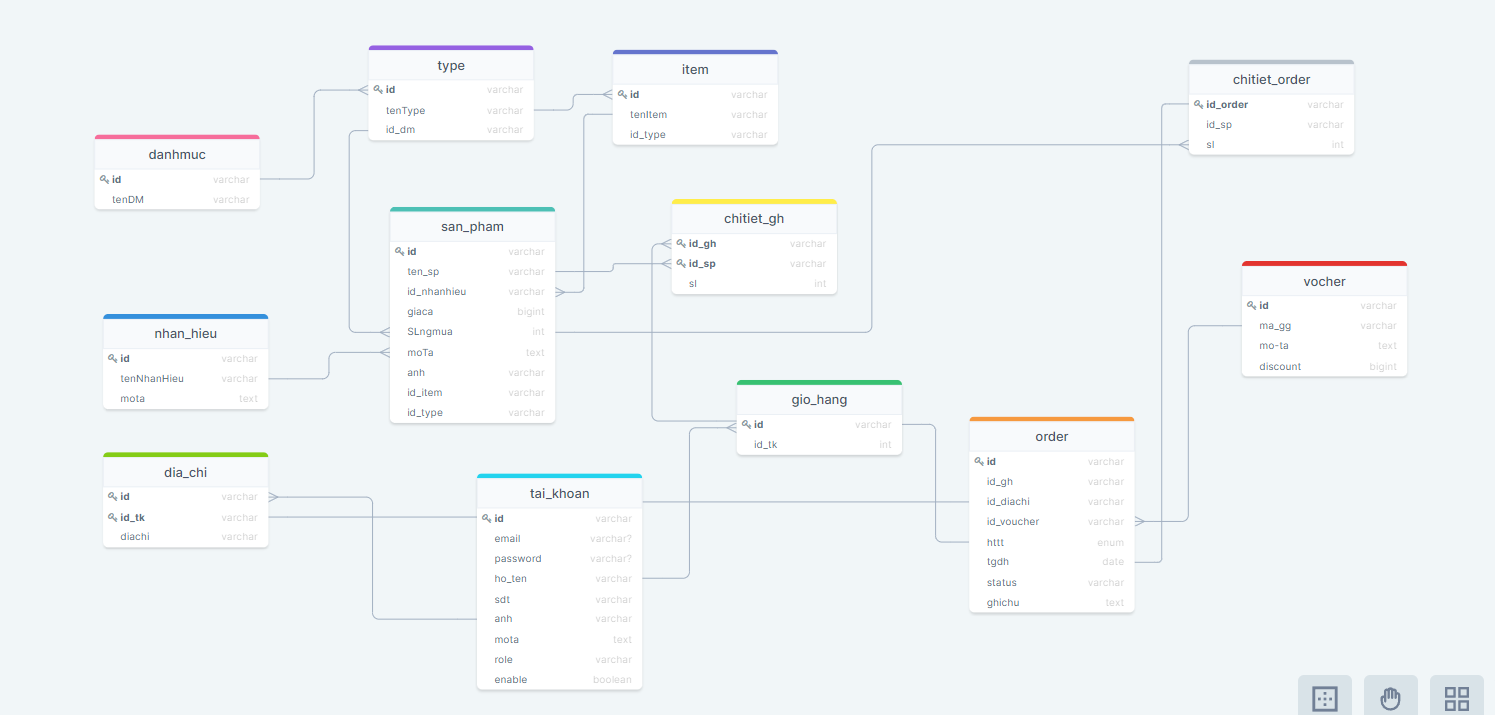 type
id varchar
tenType varchar
id_dm varchar
item
id varchar
tenItem varchar
id_type varchar
chitiet_order
id_order varchar
id_sp varchar
sl int
danhmuc
id varchar
tenDM varchar
san_pham
id varchar
ten_sp varchar
id_nhanhieu varchar
giaca bigint
SLngmua int
moTa text
anh varchar
id_item varchar
id_type varchar
chitiet_gh
id_gh varchar
id_sp varchar
sl int
vocher
id varchar
ma_gg varchar
mo-ta text
discount bigint
nhan_hieu
id varchar
tenNhanHieu varchar
mota text
gio_hang
id varchar
id_tk int
order
id varchar
id_gh varchar
id_diachi varchar
id_voucher varchar
httt enum
tgdh date
status varchar
ghichu text
dia_chi
id varchar
id_tk varchar
diachi varchar
tai_khoan
id varchar
email varchar?
password varchar?
ho_ten varchar
sdt varchar
anh varchar
mota text
role varchar
enable boolean